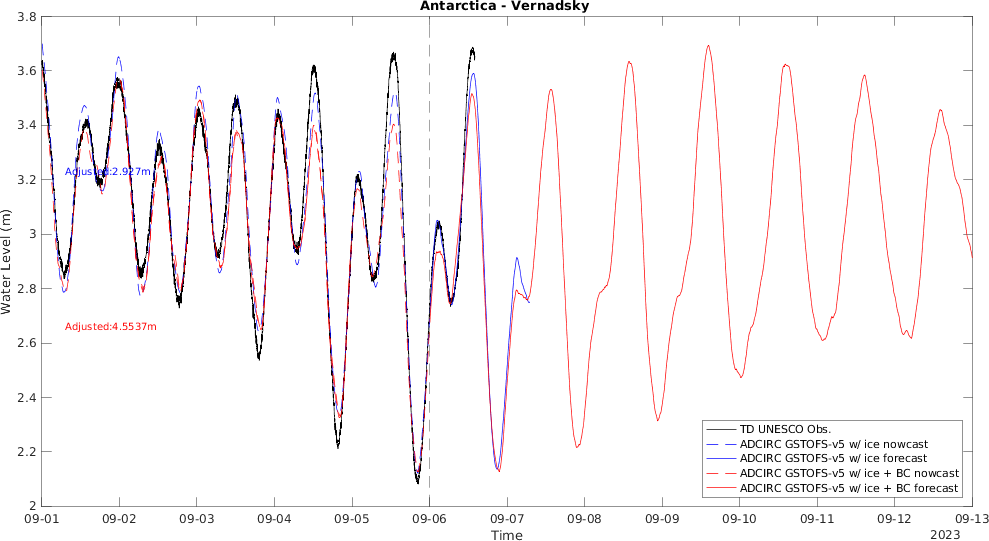 Antarctica - Vernadsky
Water Level (m)
3.8
3.6
3.4
3.2
3
2.8
2.6
2.4
2.2
2
Adjusted:2.927m
Adjusted:4.5537m
TD UNESCO Obs.
ADCIRC GSTOFS-v5 w/ ice nowcast
ADCIRC GSTOFS-v5 w/ ice forecast
ADCIRC GSTOFS-v5 w/ ice + BC nowcast
ADCIRC GSTOFS-v5 w/ ice + BC forecast
09-01 09-02 09-03 09-04 09-05 09-06 09-07 09-08 09-09 09-10 09-11 09-12 09-13
Time
2023